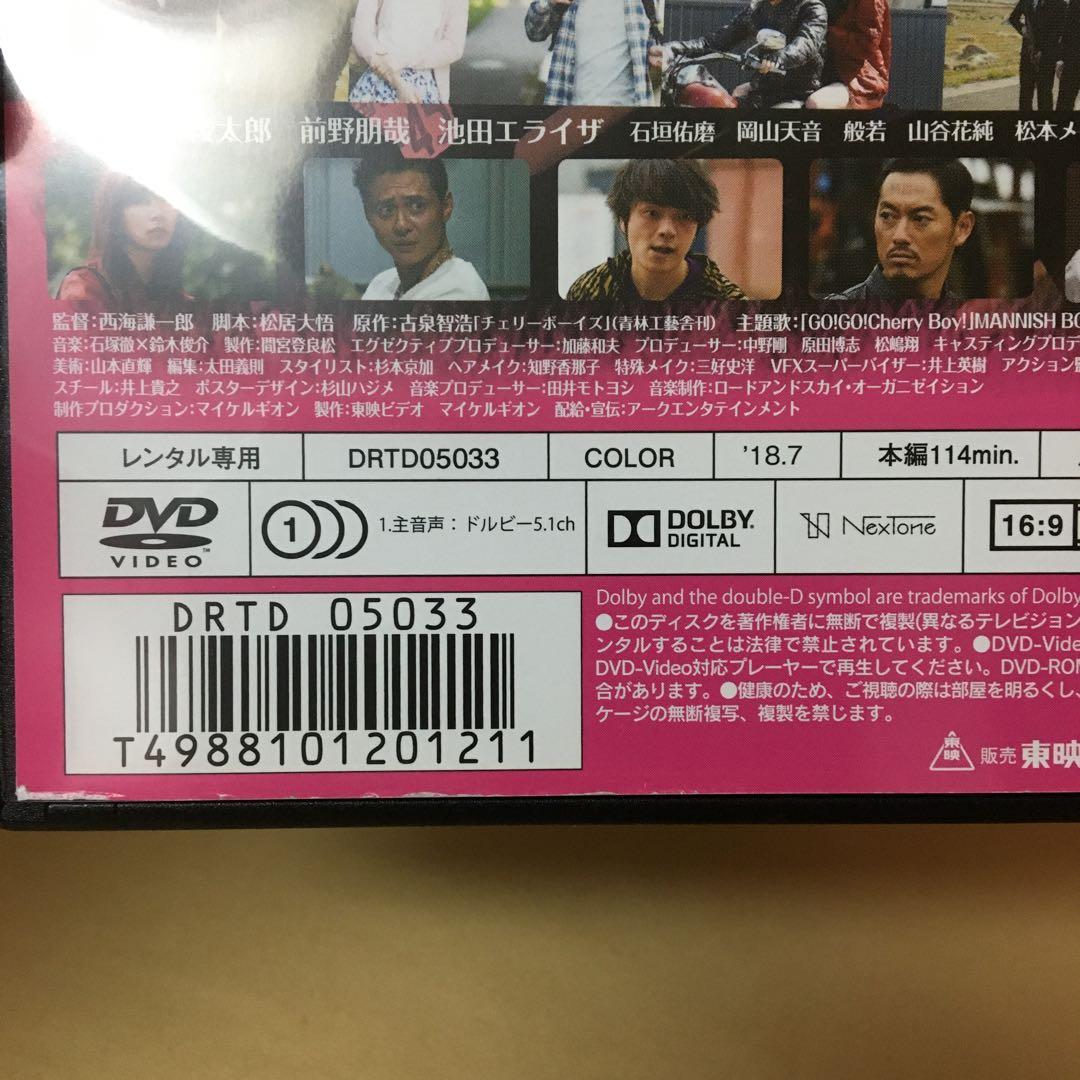 太郎 前野朋哉 池田エライザ 石垣佑磨 岡山天音 般若 山谷花純 松本メ
監督:西海謙一郎 脚本:松居大悟 原作:古泉智浩「チェリーボーイズ」(青林工藝舎刊) 主題歌:「GO!GO!Cherry Boy!」MANNISH BO
音楽:石塚徹×鈴木俊介 製作:間宮登良松 エグゼクティブプロデューサー:加藤和夫 プロデューサー:中野剛 原田博志 松嶋翔 キャスティングプロデ
美術:山本直輝 編集:太田義則 スタイリスト:杉本京加 ヘアメイク:知野香那子 特殊メイク:三好史洋 VFXスーパーバイザー:井上英樹 アクション監
スチール:井上貴之 ポスターデザイン:杉山ハジメ 音楽プロデューサー:田井モトヨシ 音楽制作:ロードアンドスカイ・オーガニゼイション
制作プロダクション:マイケルギオン 製作:東映ビデオ マイケルギオン 配給・宣伝:アークエンタテインメント
レンタル専用 DRTD05033 COLOR '18.7 本編114min.
DVD VIDEO ™ 1 1.主音声:ドルビー5.1ch DOLBY. DIGITAL NexTone 16:9
DRTD 05033
T4988101201211
Dolby and the double-D symbol are trademarks of Dolby
●このディスクを著作権者に無断で複製(異なるテレビジョン
ンタルすることは法律で禁止されています。●DVD-Vide
DVD-Video対応プレーヤーで再生してください。DVD-ROM
合があります。●健康のため、ご視聴の際は部屋を明るくし、
ケージの無断複写、複製を禁じます。
東映 販売 東映